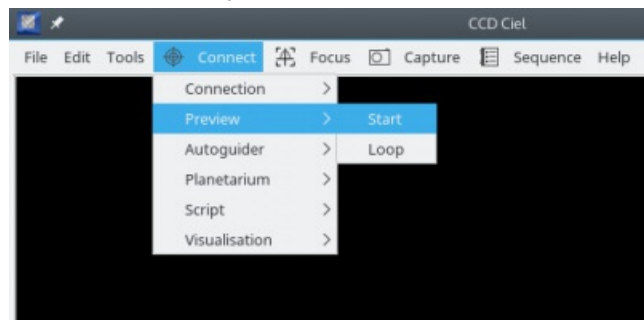 CCD Ciel
File Edit Tools Connect Focus Capture Sequence Help
Connection
Preview Start
Autoguider Loop
Planetarium
Script
Visualisation